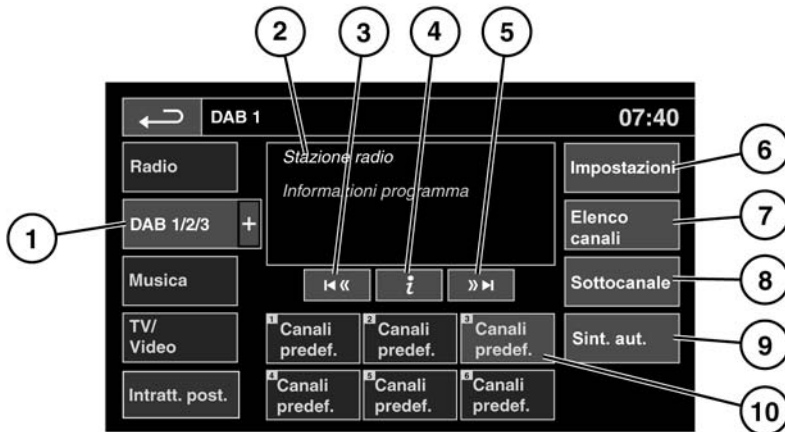 2
3
4
5
DAB 1
07:40
Radio
Stazione radio
Impostazioni
6
Informazioni programma
1
DAB 1/2/3 +
Elenco
canali
7
Musica
i
Sottocanale
8
TV/
Video
1 Canali
predef.
2 Canali
predef.
3 Canali
predef.
Sint. aut.
9
Intratt. post.
4 Canali
predef.
5 Canali
predef.
6 Canali
predef.
10